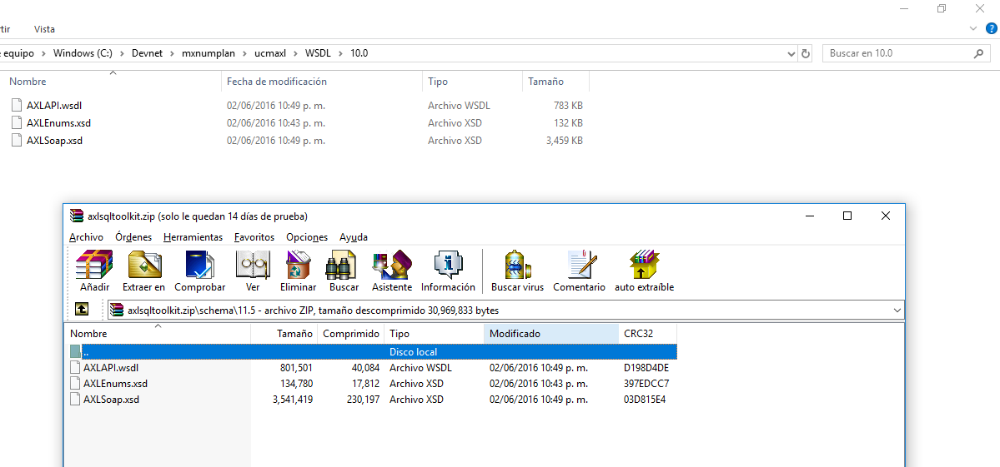 rtir Vista
e equipo > Windows (C:) > Devnet > mxnumplan > ucmaxl > WSDL > 10.0 Buscar en 10.0
Nombre Fecha de modificación Tipo Tamaño
AXLAPI.wsdl 02/06/2016 10:49 p. m. Archivo WSDL 783 KB
AXLEnums.xsd 02/06/2016 10:43 p. m. Archivo XSD 132 KB
AXLSoap.xsd 02/06/2016 10:49 p. m. Archivo XSD 3,459 KB
axlsqltoolkit.zip (solo le quedan 14 días de prueba)
Archivo Órdenes Herramientas Favoritos Opciones Ayuda
Añadir Extraer en Comprobar Ver Eliminar Buscar Asistente Información Buscar virus Comentario auto extraíble
axlsqltoolkit.zip\schema\11.5 - archivo ZIP, tamaño descomprimido 30,969,833 bytes
Nombre Tamaño Comprimido Tipo Modificado CRC32
.. Disco local
AXLAPI.wsdl 801,501 40,084 Archivo WSDL 02/06/2016 10:49 p. m. D198D4DE
AXLEnums.xsd 134,780 17,812 Archivo XSD 02/06/2016 10:43 p. m. 397EDCC7
AXLSoap.xsd 3,541,419 230,197 Archivo XSD 02/06/2016 10:49 p. m. 03D815E4